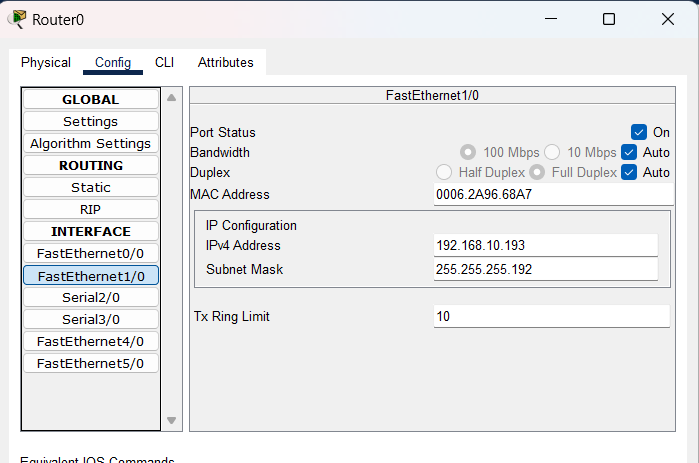 Router0
Physical Config CLI Attributes
GLOBAL
Settings
Algorithm Settings
ROUTING
Static
RIP
INTERFACE
FastEthernet0/0
FastEthernet1/0
Serial2/0
Serial3/0
FastEthernet4/0
FastEthernet5/0
FastEthernet1/0
Port Status On
Bandwidth 100 Mbps 10 Mbps Auto
Duplex Half Duplex Full Duplex Auto
MAC Address 0006.2A96.68A7
IP Configuration
IPv4 Address 192.168.10.193
Subnet Mask 255.255.255.192
Tx Ring Limit 10
Equivalent IOS Commands